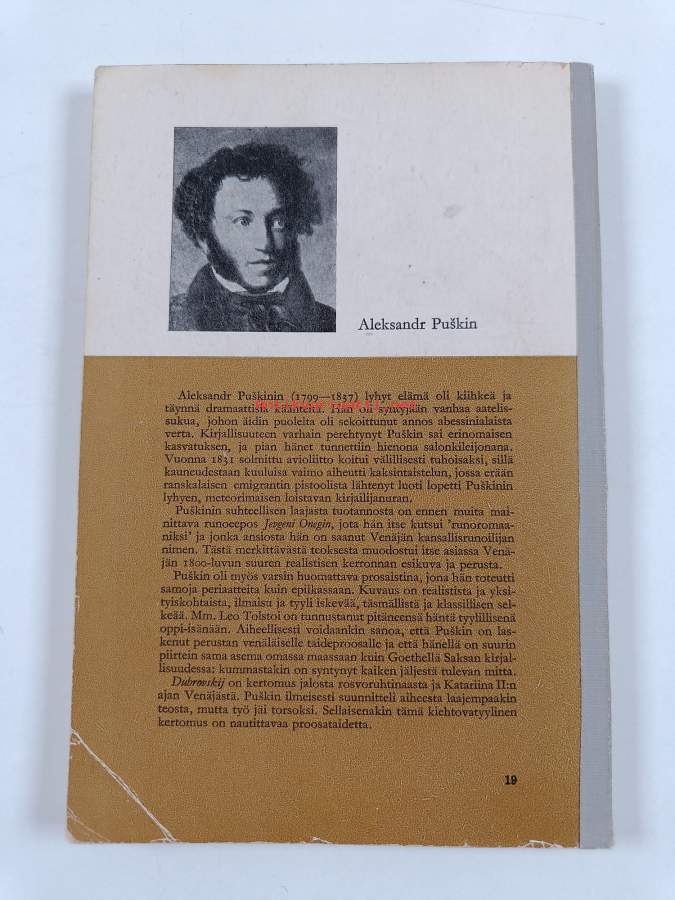 Aleksandr Puškin
Aleksandr Puškinin (1799—1837) lyhyt elämä oli kiihkeä ja
täynnä dramaattisia käänteitä. Hän oli syntyjään vanhaa aatelis-
sukua, johon äidin puolelta oli sekoittunut annos abessinialaista
verta. Kirjallisuuteen varhain perehtynyt Puškin sai erinomaisen
kasvatuksen, ja pian hänet tunnettiin hienona salonkileijonana.
Vuonna 1831 solmittu avioliitto koitui välillisesti tuhoisaksi, sillä
kauneudestaan kuuluisa vaimo aiheutti kaksintaistelun, jossa erään
ranskalaisen emigrantin pistoolista lähtenyt luoti lopetti Puškinin
lyhyen, meteorimaisen loistavan kirjailijanuran.
Puškinin suhteellisen laajasta tuotannosta on ennen muita mai-
nittava runoeepos Jevgeni Onegin, jota hän itse kutsui 'runoromaa-
niksi' ja jonka ansiosta hän on saanut Venäjän kansallisrunoilijan
nimen. Tästä merkittävästä teoksesta muodostui itse asiassa Venä-
jän 1800-luvun suuren realistisen kerronnan esikuva ja perusta.
Puškin oli myös varsin huomattava prosaistina, jona hän toteutti
samoja periaatteita kuin epiikassaan. Kuvaus on realistista ja yksi-
tyiskohtaista, ilmaisu ja tyyli iskevää, täsmällistä ja klassillisen sel-
keää. Mm. Leo Tolstoi on tunnustanut pitäneensä häntä tyylillisenä
oppi-isänään. Aiheellisesti voidaankin sanoa, että Puškin on las-
kenut perustan venäläiselle taideproosalle ja että hänellä on suurin
piirtein sama asema omassa maassaan kuin Goethellä Saksan kirjal-
lisuudessa: kummastakin on syntynyt kaiken jäljestä tulevan mitta.
Dubrovskij on kertomus jalosta rosvoruhtinaasta ja Katariina II:n
ajan Venäjästä. Puškin ilmeisesti suunnitteli aiheesta laajempaakin
teosta, mutta työ jäi torsoksi. Sellaisenakin tämä kiehtovatyylinen
kertomus on nautittavaa proosataidetta.
19